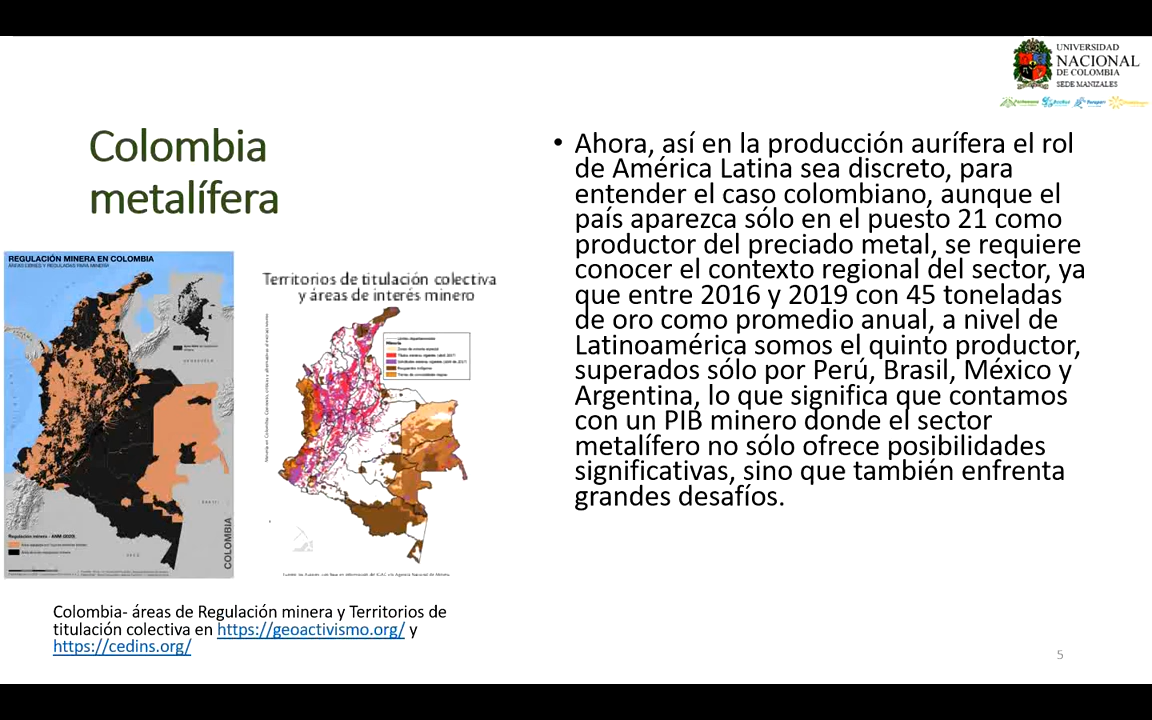 UNIVERSIDAD
NACIONAL
DE COLOMBIA
SEDE MANIZALES
Colombia
metalífera
• Ahora, así en la producción aurífera el rol
de América Latina sea discreto, para
entender el caso colombiano, aunque el
país aparezca sólo en el puesto 21 como
productor del preciado metal, se requiere
conocer el contexto regional del sector, ya
que entre 2016 y 2019 con 45 toneladas
de oro como promedio anual, a nivel de
Latinoamérica somos el quinto productor,
superados sólo por Perú, Brasil, México y
Argentina, lo que significa que contamos
con un PIB minero donde el sector
metalífero no sólo ofrece posibilidades
significativas, sino que también enfrenta
grandes desafíos.
REGULACIÓN MINERA EN COLOMBIA
COLOMBIA
Regulación minera - ANM (2020)
Territorios de titulación colectiva
y áreas de interés minero
Colombia- áreas de Regulación minera y Territorios de
titulación colectiva en https://geoactivismo.org/ y
https://cedins.org/
5